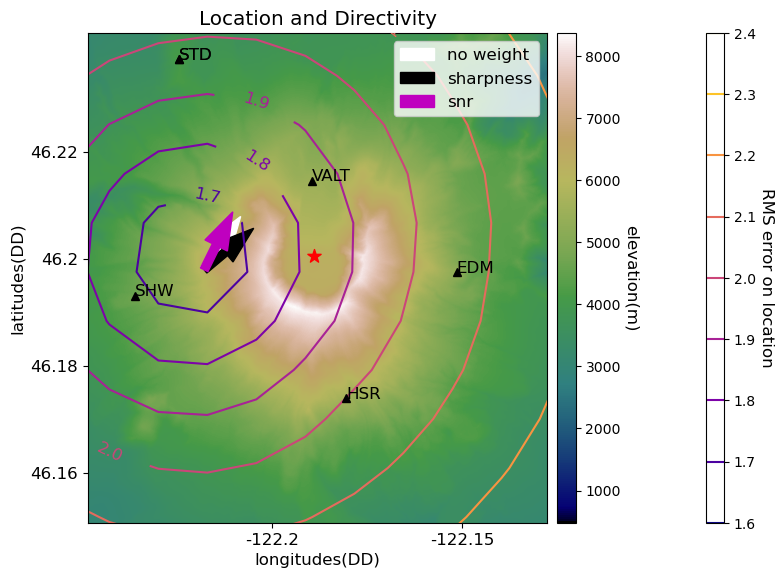 Location and Directivity
no weight
sharpness
snr
STD
VALT
EDM
SHW
HSR
1.9
1.8
1.7
2.0
46.22
46.2
46.18
46.16
latitudes(DD)
-122.2
-122.15
longitudes(DD)
8000
7000
6000
5000
4000
3000
2000
1000
elevation(m)
2.4
2.3
2.2
2.1
2.0
1.9
1.8
1.7
1.6
RMS error on location